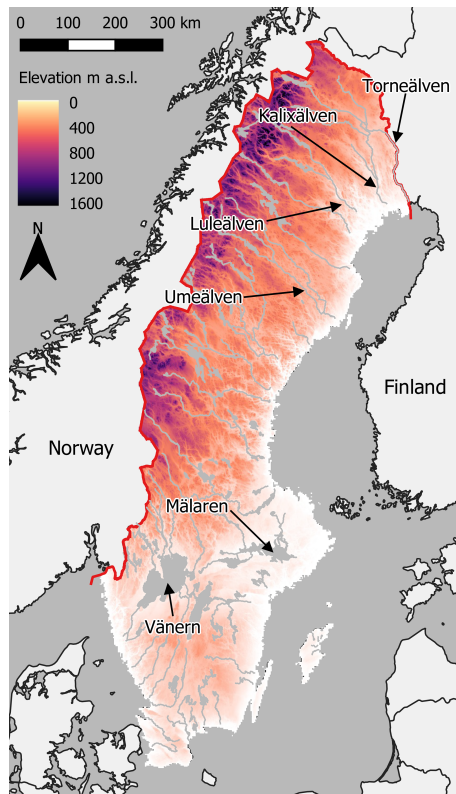 0 100 200 300 km
Elevation m a.s.l.
0
400
800
1200
1600
N
Torneälven
Kalixälven
Luleälven
Umeälven
Finland
Norway
Mälaren
Vänern